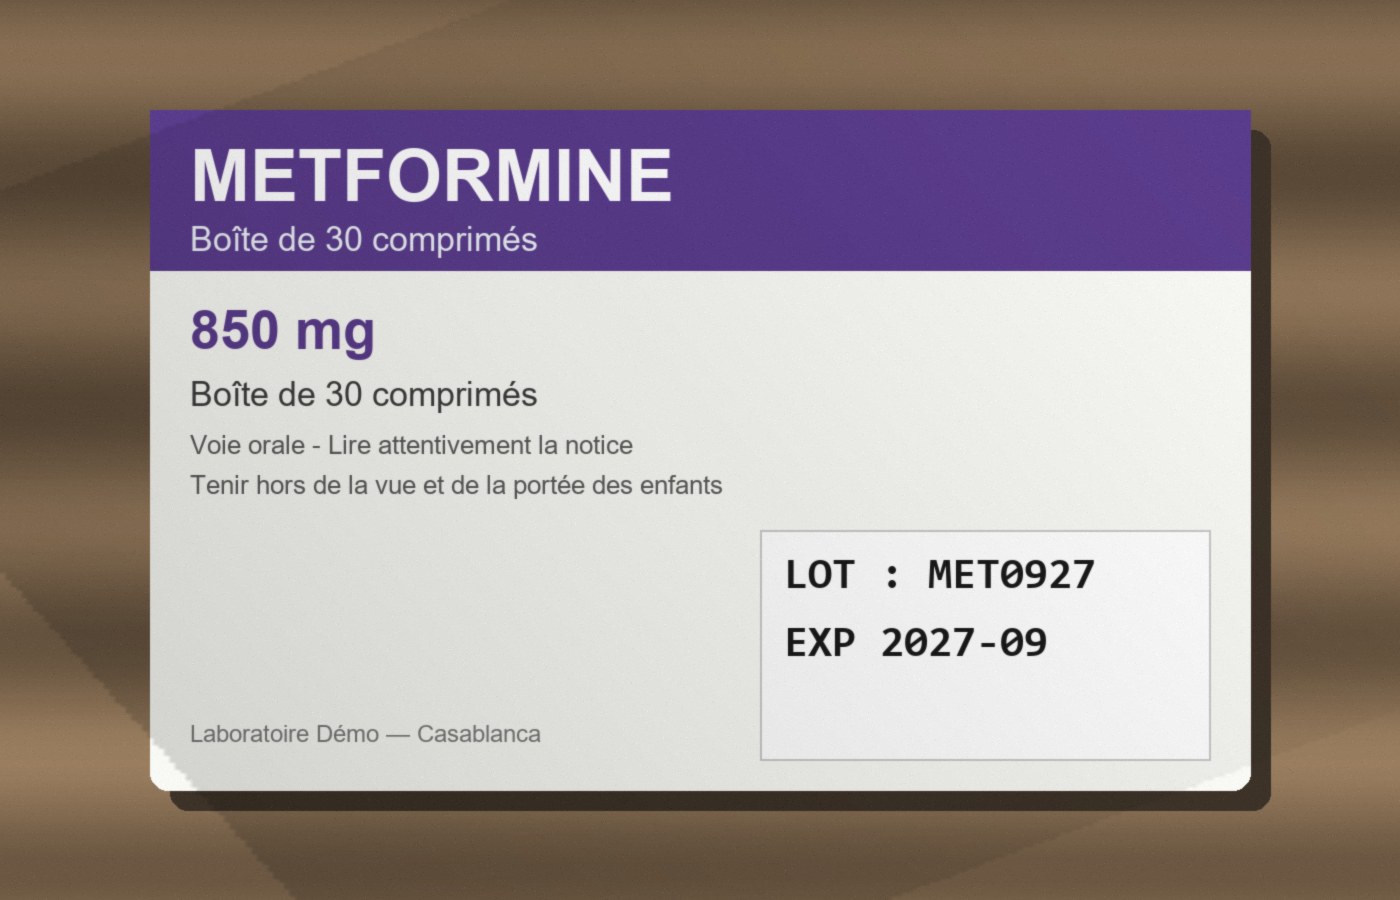 METFORMINE
Boîte de 30 comprimés
850 mg
Boîte de 30 comprimés
Voie orale - Lire attentivement la notice
Tenir hors de la vue et de la portée des enfants
LOT : MET0927
EXP 2027-09
Laboratoire Démo — Casablanca